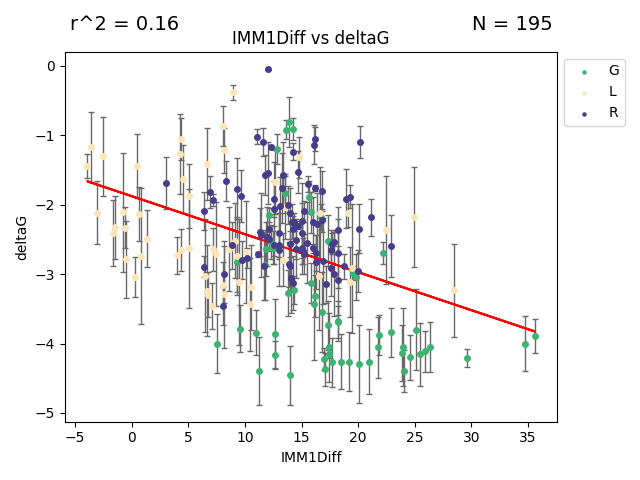 r^2 = 0.16
N = 195
IMM1Diff vs deltaG
G
L
R
deltaG
0
−1
−2
−3
−4
−5
−5
0
5
10
15
20
25
30
35
IMM1Diff